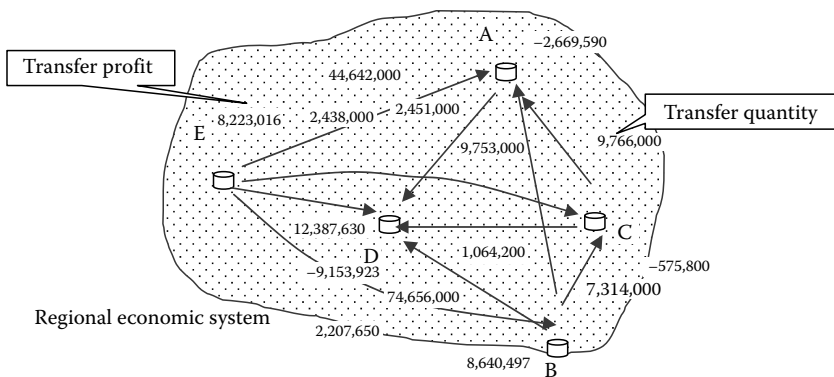 A
−2,669,590
Transfer profit
44,642,000
8,223,016
2,438,000
2,451,000
Transfer quantity
E
9,766,000
9,753,000
12,387,630
C
D
1,064,200
−575,800
−9,153,923
7,314,000
74,656,000
Regional economic system
2,207,650
8,640,497
B